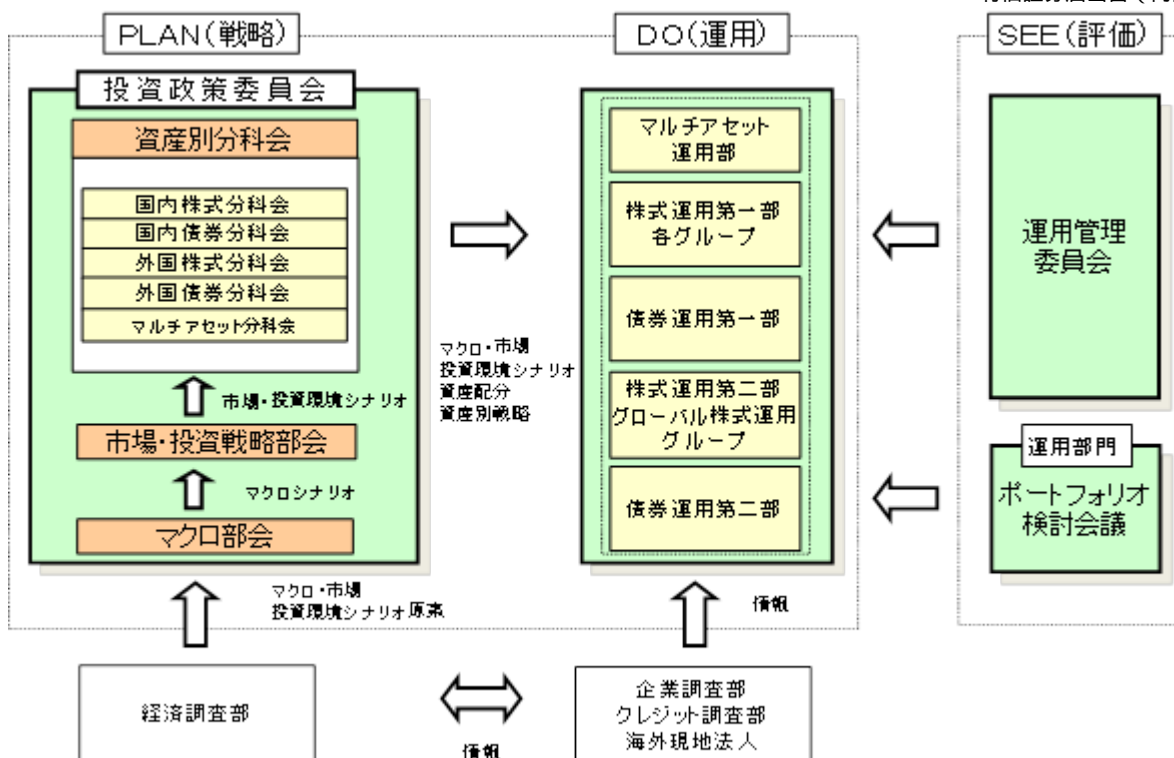 PLAN(戦略)
投資政策委員会
資産別分科会
国内株式分科会
国内債券分科会
外国株式分科会
外国債券分科会
マルチアセット分科会
市場・投資環境シナリオ
市場・投資戦略部会
マクロシナリオ
マクロ部会
マクロ・市場
投資環境シナリオ原案
経済調査部
マクロ・市場
投資環境シナリオ
資産配分
資産別戦略
情報
DO(運用)
マルチアセット
運用部
株式運用第一部
各グループ
債券運用第一部
株式運用第二部
グローバル株式運用
グループ
債券運用第二部
情報
企業調査部
クレジット調査部
海外現地法人
SEE(評価)
運用管理
委員会
運用部門
ポートフォリオ
検討会議